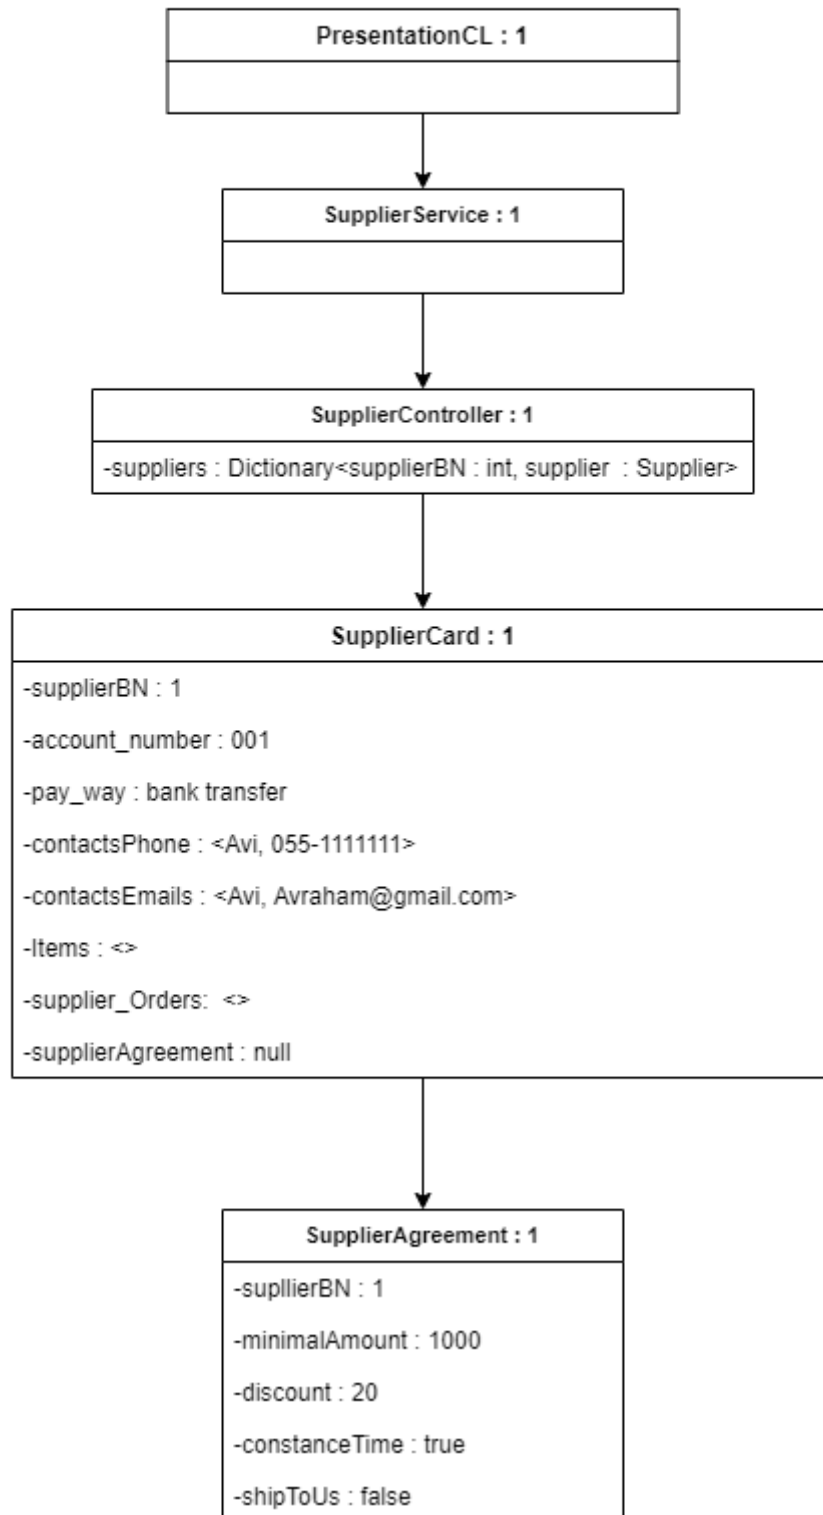 PresentationCL : 1
SupplierService : 1
SupplierController : 1
-suppliers : Dictionary<supplierBN : int, supplier : Supplier>
SupplierCard : 1
-supplierBN : 1
-account_number : 001
-pay_way : bank transfer
-contactsPhone : <Avi, 055-1111111>
-contactsEmails : <Avi, Avraham@gmail.com>
-Items : <>
-supplier_Orders: <>
-supplierAgreement : null
SupplierAgreement : 1
-supllierBN : 1
-minimalAmount : 1000
-discount : 20
-constanceTime : true
-shipToUs : false